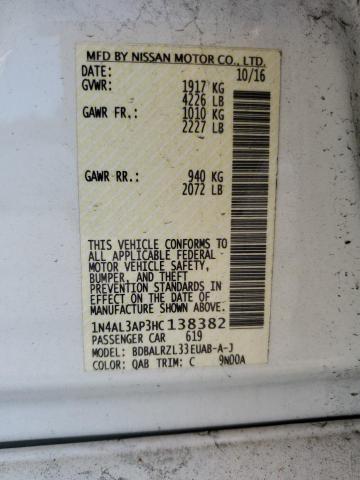 MFD BY NISSAN MOTOR CO., LTD.
DATE: 10/16
GVWR: 1917 KG
4226 LB
GAWR FR.: 1010 KG
2227 LB
GAWR RR.: 940 KG
2072 LB
THIS VEHICLE CONFORMS TO
ALL APPLICABLE FEDERAL
MOTOR VEHICLE SAFETY,
BUMPER, AND THEFT
PREVENTION STANDARDS IN
EFFECT ON THE DATE OF
MANUFACTURE SHOWN ABOVE.
1N4AL3AP3HC138382
PASSENGER CAR 619
MODEL: BDBALRZL33EUAB-A-J
COLOR: QAB TRIM: C 9N00A